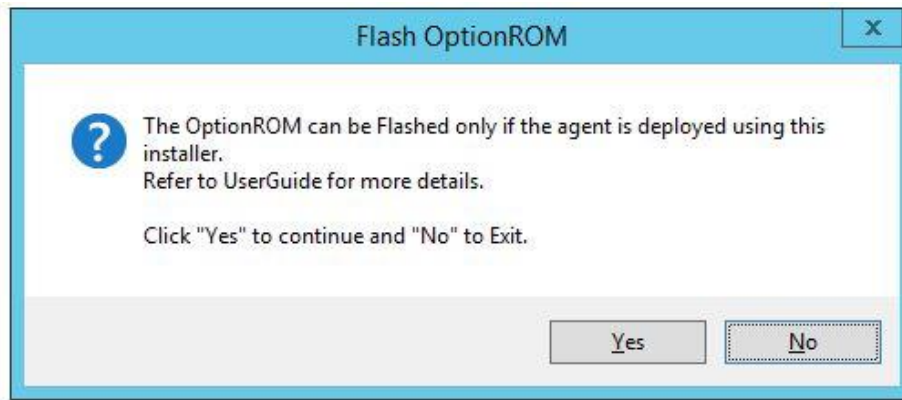 Flash OptionROM
x
The OptionROM can be Flashed only if the agent is deployed using this
installer.
Refer to UserGuide for more details.
Click "Yes" to continue and "No" to Exit.
Yes
No